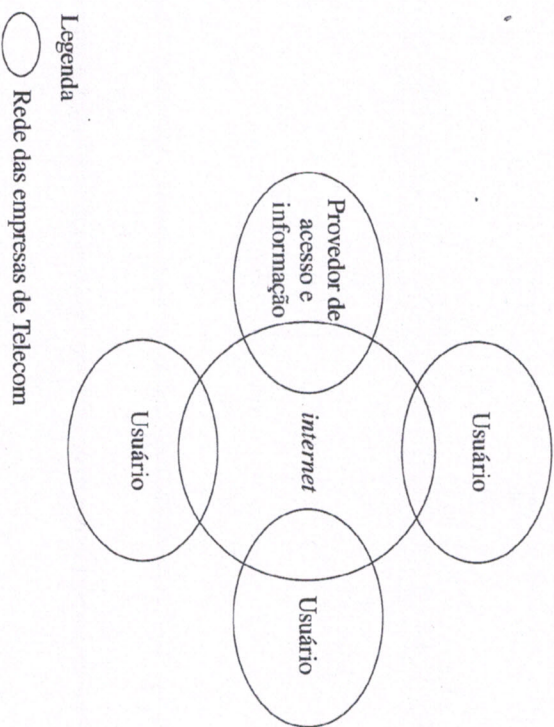 Usuário
Provedor de
acesso e
informação
internet
Usuário
Usuário
Legenda
Rede das empresas de Telecom